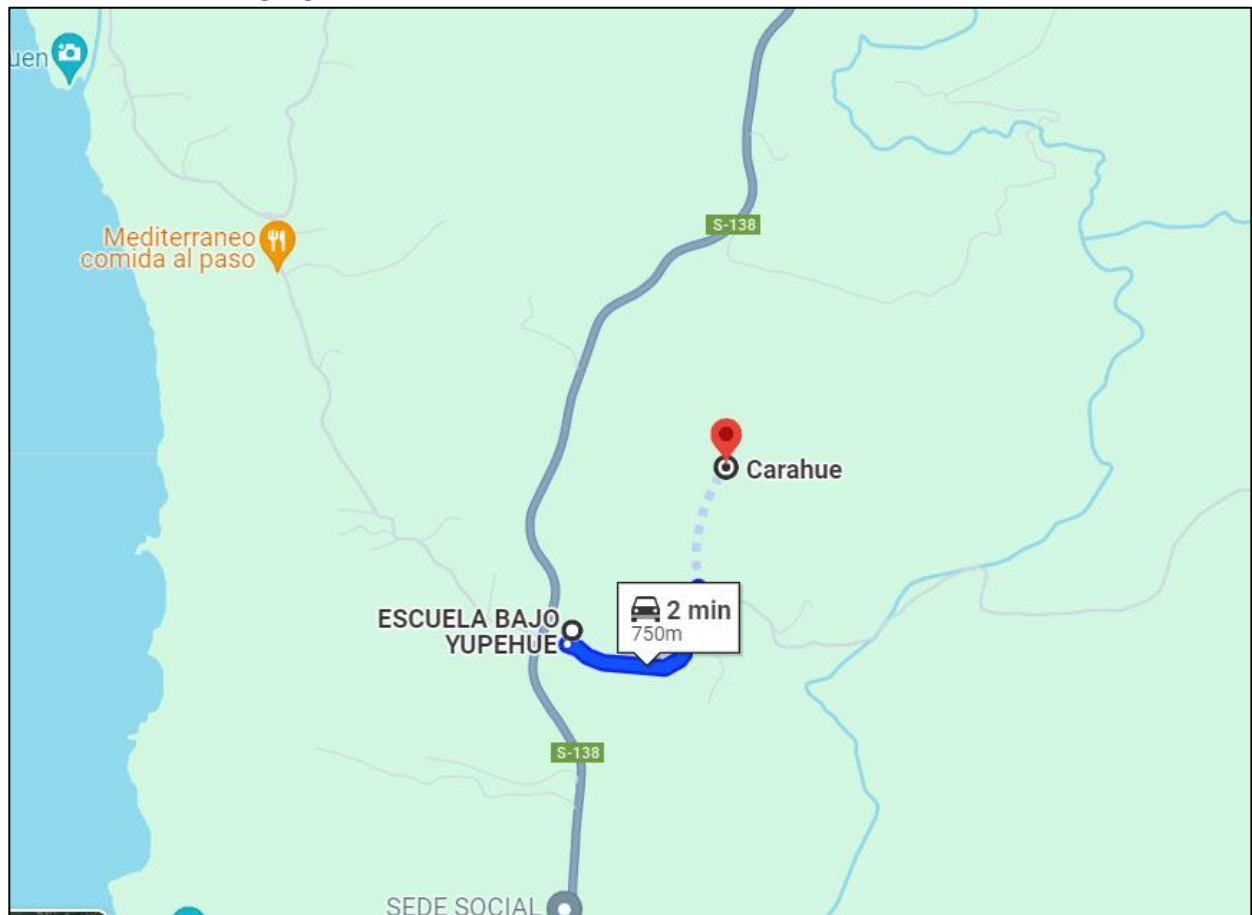 uen
Mediterraneo
comida al paso
S-138
Carahue
ESCUELA BAJO
YUPEHUE
2 min
750m
S-138
SEDE SOCIAL